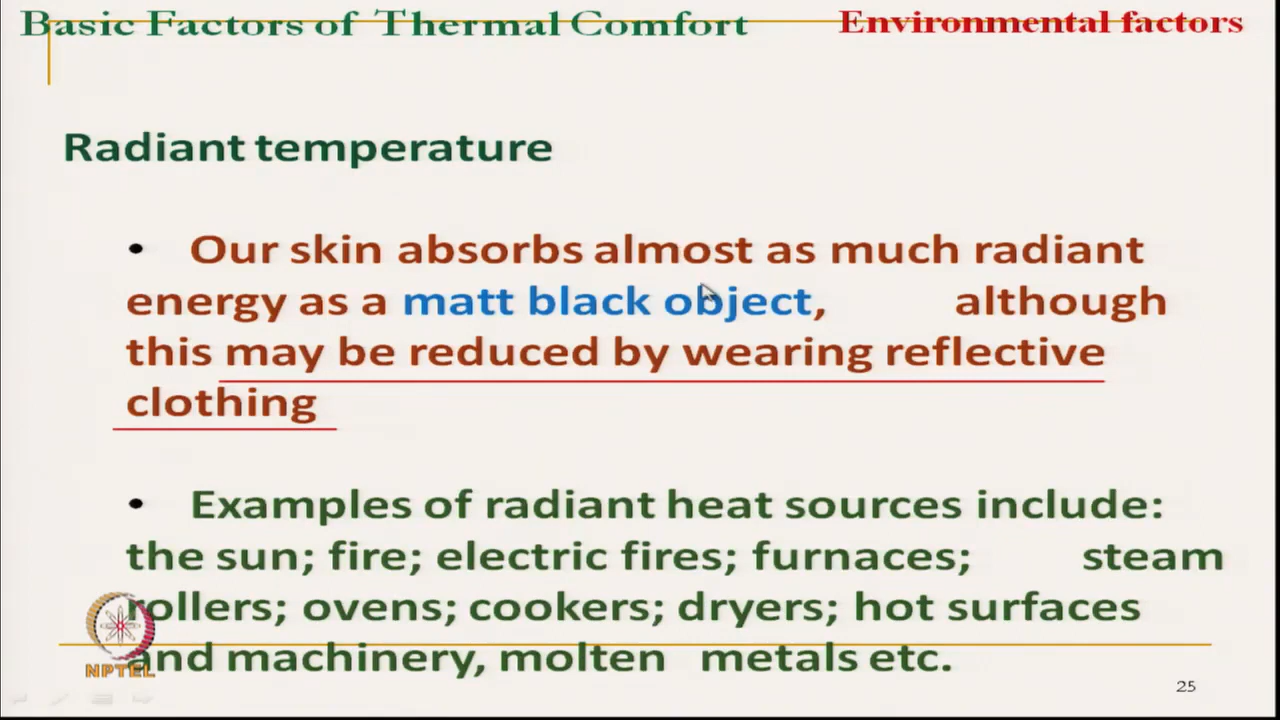 Basic Factors of Thermal Comfort Environmental factors
Radiant temperature
• Our skin absorbs almost as much radiant
energy as a matt black object, although
this may be reduced by wearing reflective
clothing
• Examples of radiant heat sources include:
the sun; fire; electric fires; furnaces; steam
rollers; ovens; cookers; dryers; hot surfaces
and machinery, molten metals etc.
NPTEL
25